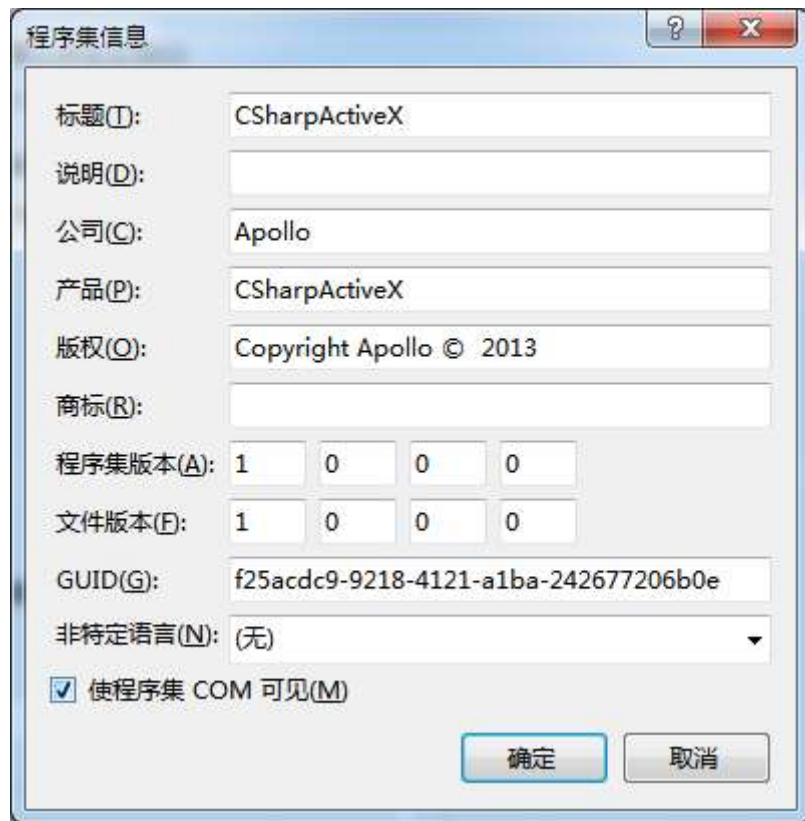 程序集信息
标题(T): CSharpActiveX
说明(D):
公司(C): Apollo
产品(P): CSharpActiveX
版权(O): Copyright Apollo © 2013
商标(R):
程序集版本(A): 1 0 0 0
文件版本(F): 1 0 0 0
GUID(G): f25acdc9-9218-4121-a1ba-242677206b0e
非特定语言(N): (无)
使程序集 COM 可见(M)
确定 取消